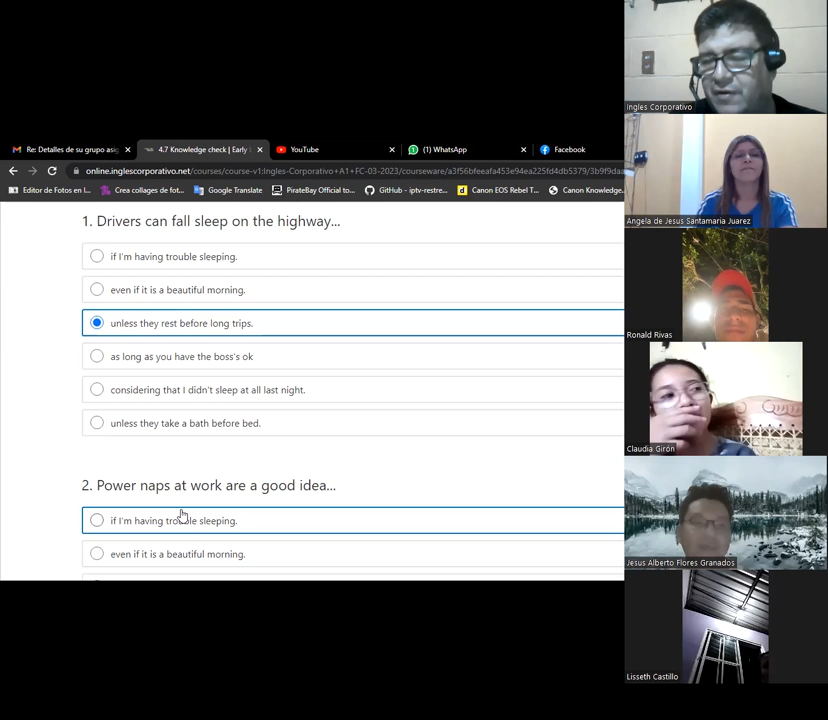 Re: Detalles de su grupo asig
4.7 Knowledge check | Early
YouTube
(1) WhatsApp
Facebook
online.inglescorporativo.net/courses/course-v1:Ingles-Corporativo+A1+FC-03-2023/courseware/a3f56bfeefa453e94ea225fd4db5379/3b9f9daa
Editor de Fotos en l...
Crea collages de fot...
Google Translate
PirateBay Official to...
GitHub - iptv-restre...
Canon EOS Rebel T...
Canon Knowledge
1. Drivers can fall sleep on the highway...
if I'm having trouble sleeping.
even if it is a beautiful morning.
unless they rest before long trips.
as long as you have the boss's ok
considering that I didn't sleep at all last night.
unless they take a bath before bed.
2. Power naps at work are a good idea...
if I'm having trouble sleeping.
even if it is a beautiful morning.
Ingles Corporativo
Angela de Jesus Santamaria Juarez
Ronald Rivas
Claudia Girón
Jesus Alberto Flores Granados
Lisseth Castillo